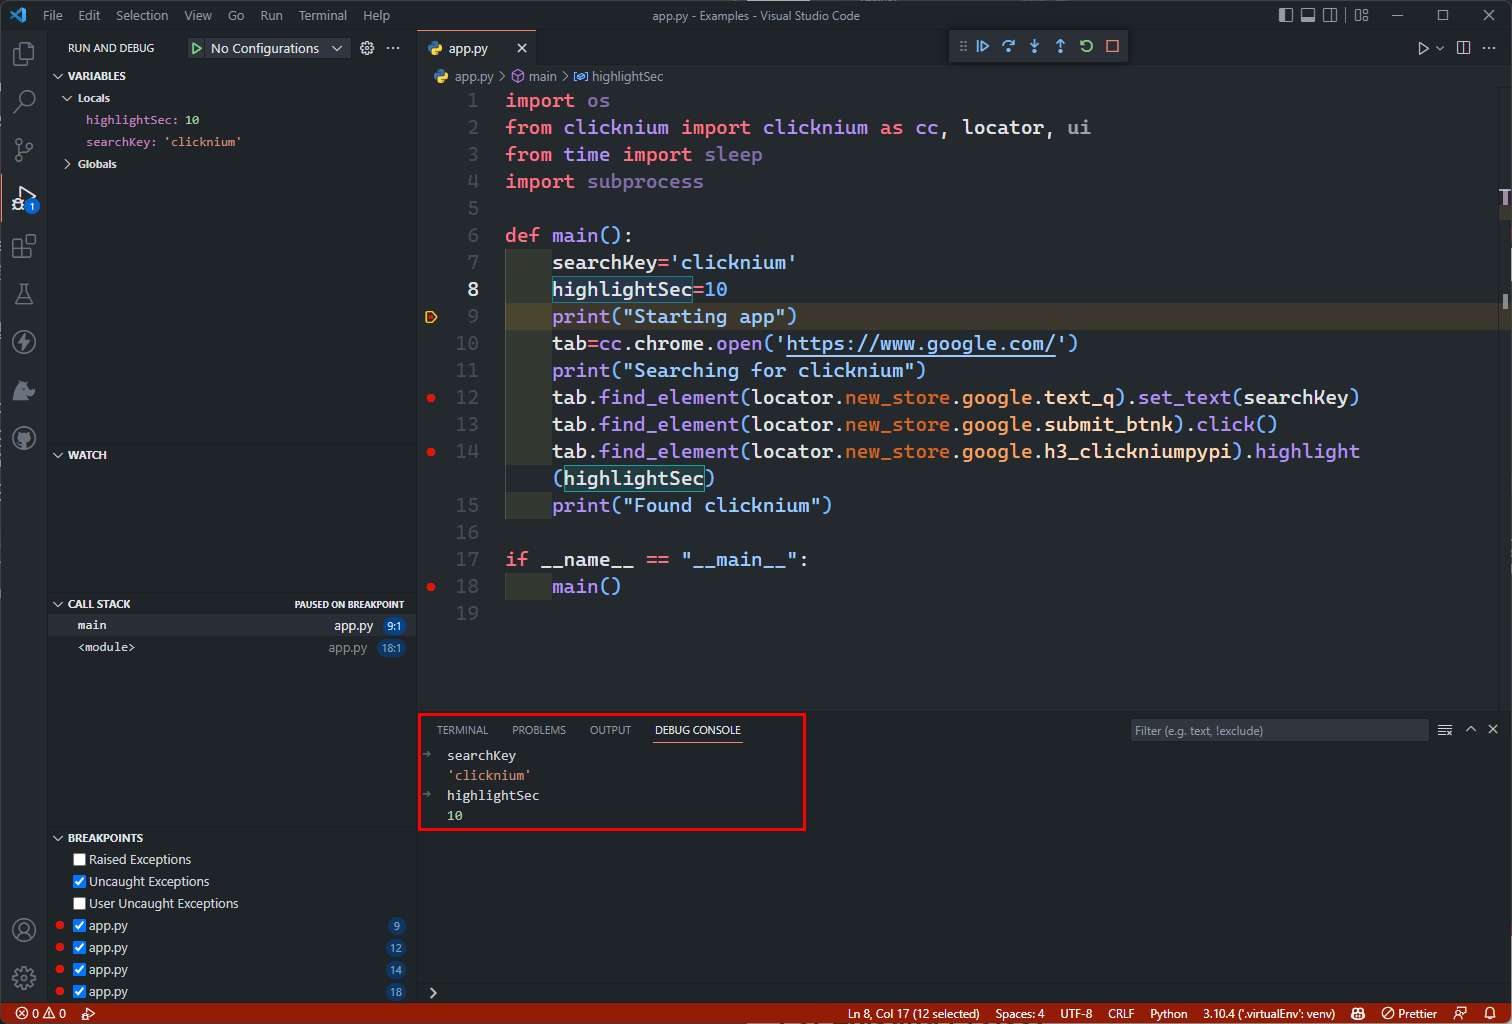 File Edit Selection View Go Run Terminal Help
app.py - Examples - Visual Studio Code
RUN AND DEBUG
No Configurations
app.py
VARIABLES
Locals
highlightSec: 10
searchKey: 'clicknium'
Globals
1
WATCH
CALL STACK
PAUSED ON BREAKPOINT
main app.py 9:1
<module> app.py 18:1
BREAKPOINTS
Raised Exceptions
Uncaught Exceptions
User Uncaught Exceptions
app.py 9
app.py 12
app.py 14
app.py 18
app.py > main > highlightSec
1 import os
2 from clicknium import clicknium as cc, locator, ui
3 from time import sleep
4 import subprocess
5
6 def main():
7 searchKey='clicknium'
8 highlightSec=10
9 print("Starting app")
10 tab=cc.chrome.open('https://www.google.com/')
11 print("Searching for clicknium")
12 tab.find_element(locator.new_store.google.text_q).set_text(searchKey)
13 tab.find_element(locator.new_store.google.submit_btnk).click()
14 tab.find_element(locator.new_store.google.h3_clickniumpypi).highlight
(highlightSec)
15 print("Found clicknium")
16
17 if __name__ == "__main__":
18 main()
19
TERMINAL PROBLEMS OUTPUT DEBUG CONSOLE
Filter (e.g. text, !exclude)
searchKey
'clicknium'
highlightSec
10
0 0
Ln 8, Col 17 (12 selected) Spaces: 4 UTF-8 CRLF Python 3.10.4 ('.virtualEnv': venv) Prettier